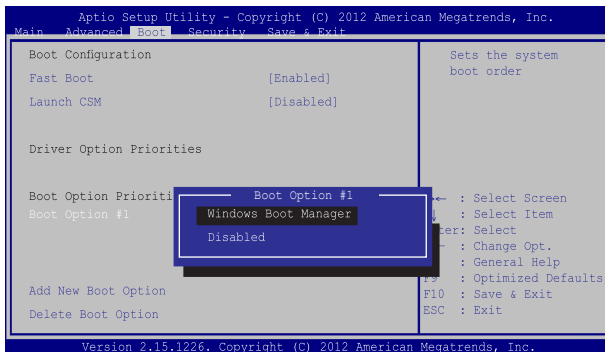 Aptio Setup Utility - Copyright (C) 2012 American Megatrends, Inc.
Main Advanced Boot Security Save & Exit
Boot Configuration
Fast Boot [Enabled]
Launch CSM [Disabled]
Driver Option Priorities
Boot Option Prioriti
Boot Option #1
Add New Boot Option
Delete Boot Option
Boot Option #1
Windows Boot Manager
Disabled
Sets the system
boot order
→← : Select Screen
: Select Item
ter: Select
— : Change Opt.
: General Help
F9 : Optimized Defaults
F10 : Save & Exit
ESC : Exit
Version 2.15.1226. Copyright (C) 2012 American Megatrends, Inc.